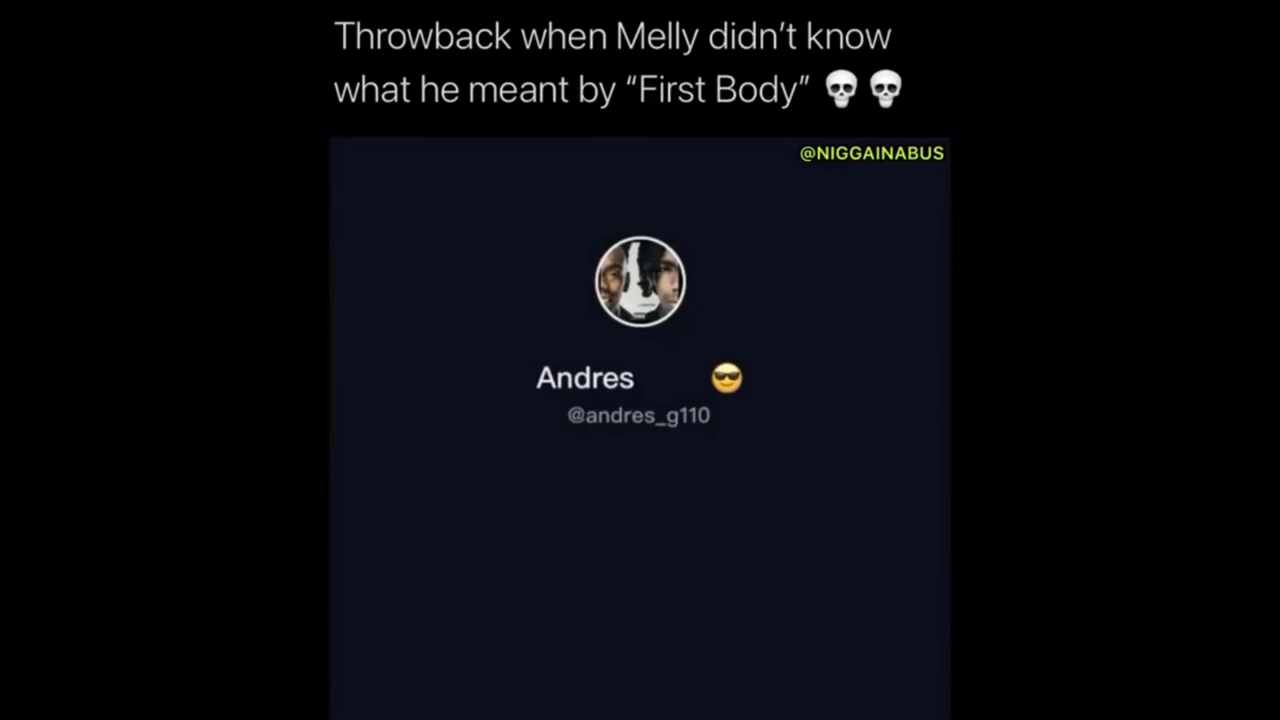 Throwback when Melly didn’t know
what he meant by “First Body” 💀💀
@NIGGAINABUS
Andres 😎
@andres_g110